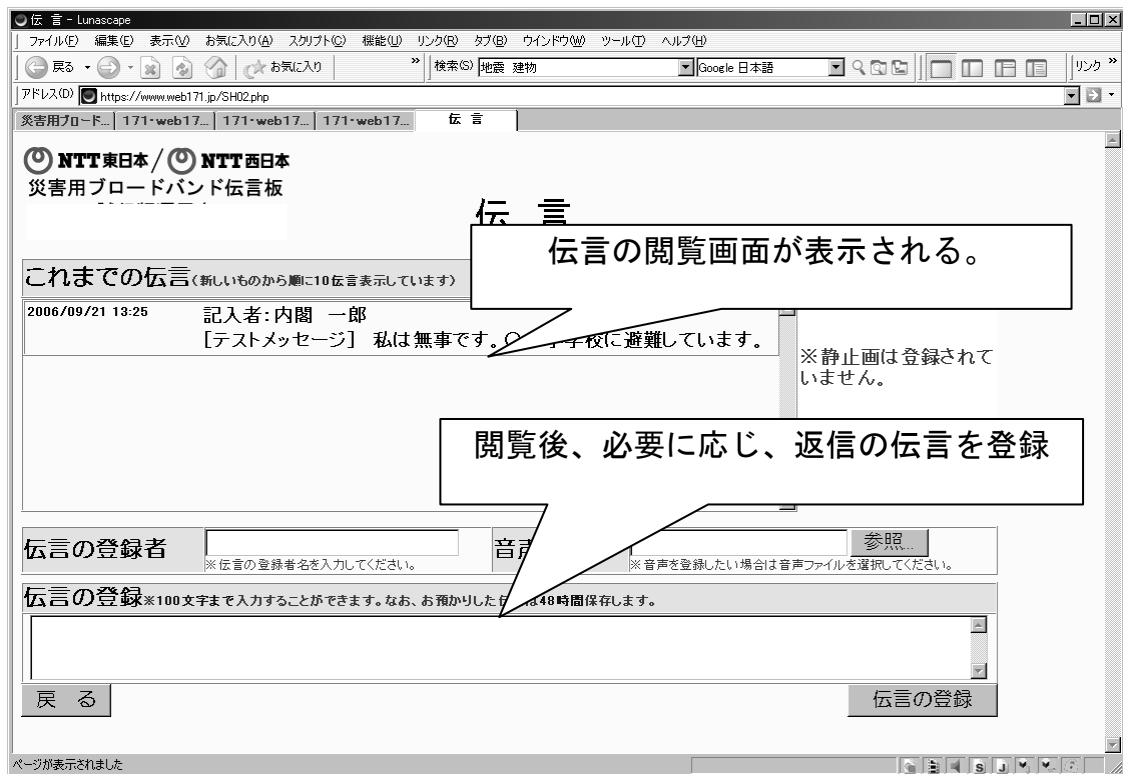 伝 言 - Lunascape
ファイル(F) 編集(E) 表示(V) お気に入り(A) スクリプト(C) 機能(U) リンク(R) タブ(B) ウインドウ(W) ツール(T) ヘルプ(H)
戻る お気に入り » 検索(S) 地震 建物 Google 日本語 リンク »
アドレス(D) https://www.web171.jp/SH02.php
災害用ブロード... 171-web17... 171-web17... 171-web17... 伝 言
NTT東日本/ NTT西日本
災害用ブロードバンド伝言板
伝 言
伝言の閲覧画面が表示される。
これまでの伝言(新しいものから順に10伝言表示しています)
2006/09/21 13:25 記入者:内閣 一郎
[テストメッセージ] 私は無事です。 学校に避難しています。
※静止画は登録されて
いません。
閲覧後、必要に応じ、返信の伝言を登録
伝言の登録者 音 参照...
※伝言の登録者名を入力してください。 ※音声を登録したい場合は音声ファイルを選択してください。
伝言の登録※100文字まで入力することができます。なお、お預かりした 48時間保存します。
戻 る 伝言の登録
ページが表示されました